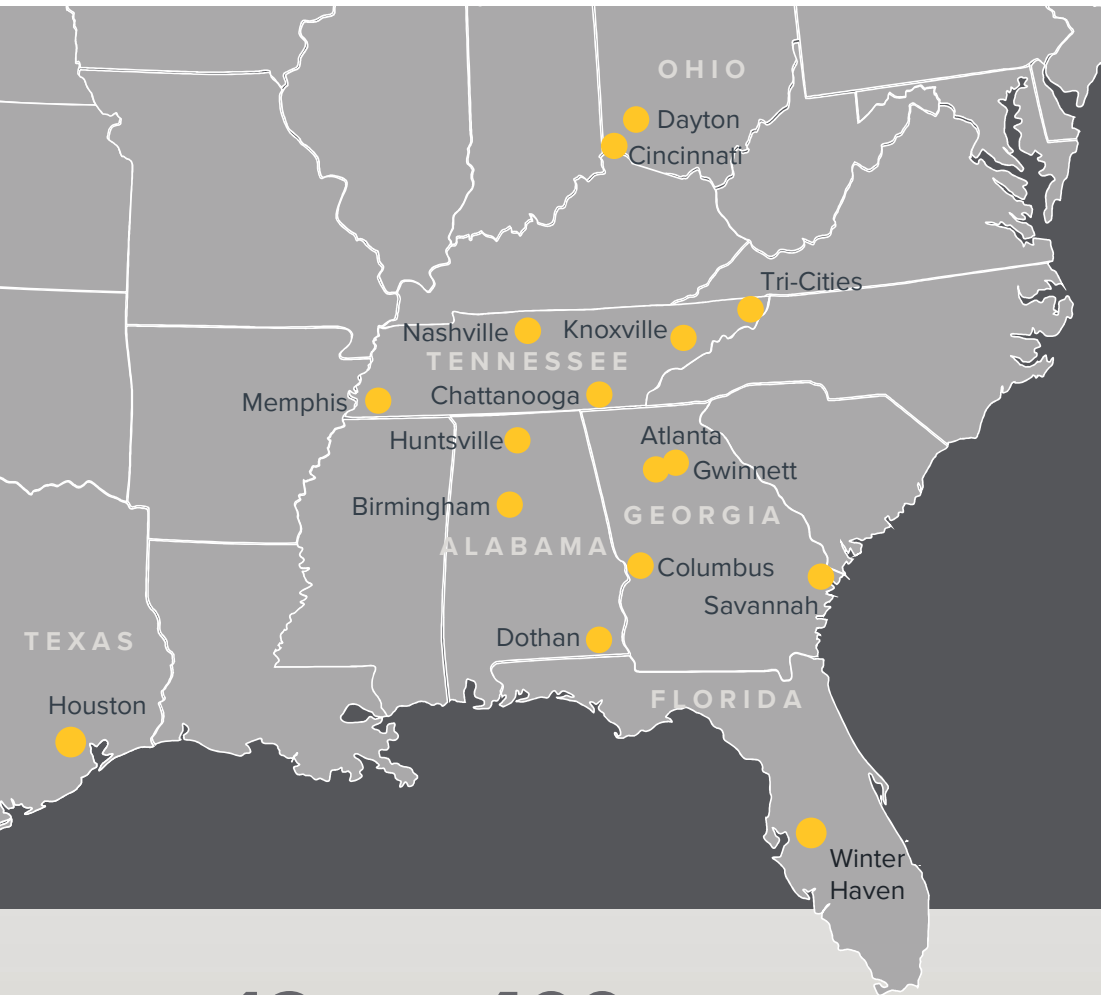 OHIO
Dayton
Cincinnati
Tri-Cities
Nashville
Knoxville
TENNESSEE
Memphis
Chattanooga
Huntsville
Atlanta
Gwinnett
Birmingham
GEORGIA
ALABAMA
Columbus
Savannah
Dothan
TEXAS
FLORIDA
Houston
Winter
Haven